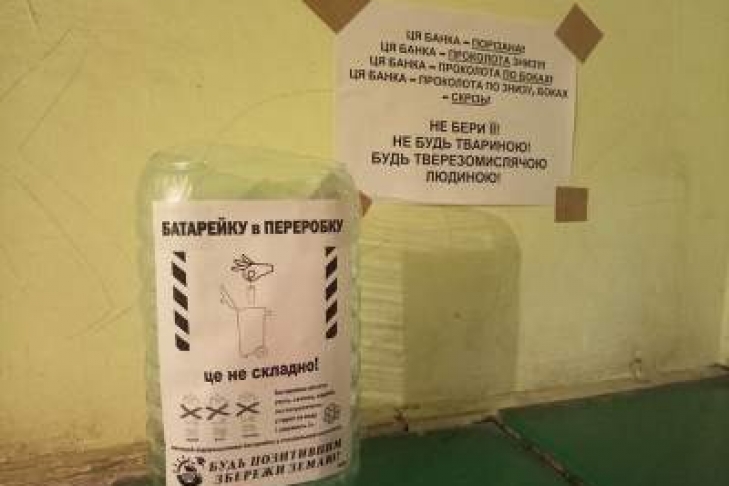 ЦЯ БАНКА – ПОРІЗАНА!
ЦЯ БАНКА – ПРОКОЛОТА ЗНИЗУ!
ЦЯ БАНКА – ПРОКОЛОТА ПО БОКАХ!
ЦЯ БАНКА – ПРОКОЛОТА ПО ЗНИЗУ, БОКАХ
– СКРІЗЬ!
НЕ БЕРИ ЇЇ!
НЕ БУДЬ ТВАРИНОЮ!
БУДЬ ТВЕРЕЗОМИСЛЯЧОЮ
ЛЮДИНОЮ!
БАТАРЕЙКУ в ПЕРЕРОБКУ
це не складно!
БУДЬ ПОЗИТИВНИМ
ЗБЕРЕЖИ ЗЕМЛЮ!